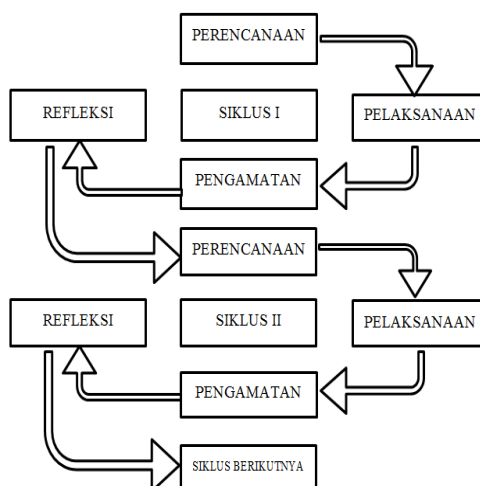 PERENCANAAN
REFLEKSI
SIKLUS I
PELAKSANAAN
PENGAMATAN
PERENCANAAN
REFLEKSI
SIKLUS II
PELAKSANAAN
PENGAMATAN
SIKLUS BERIKUTNYA